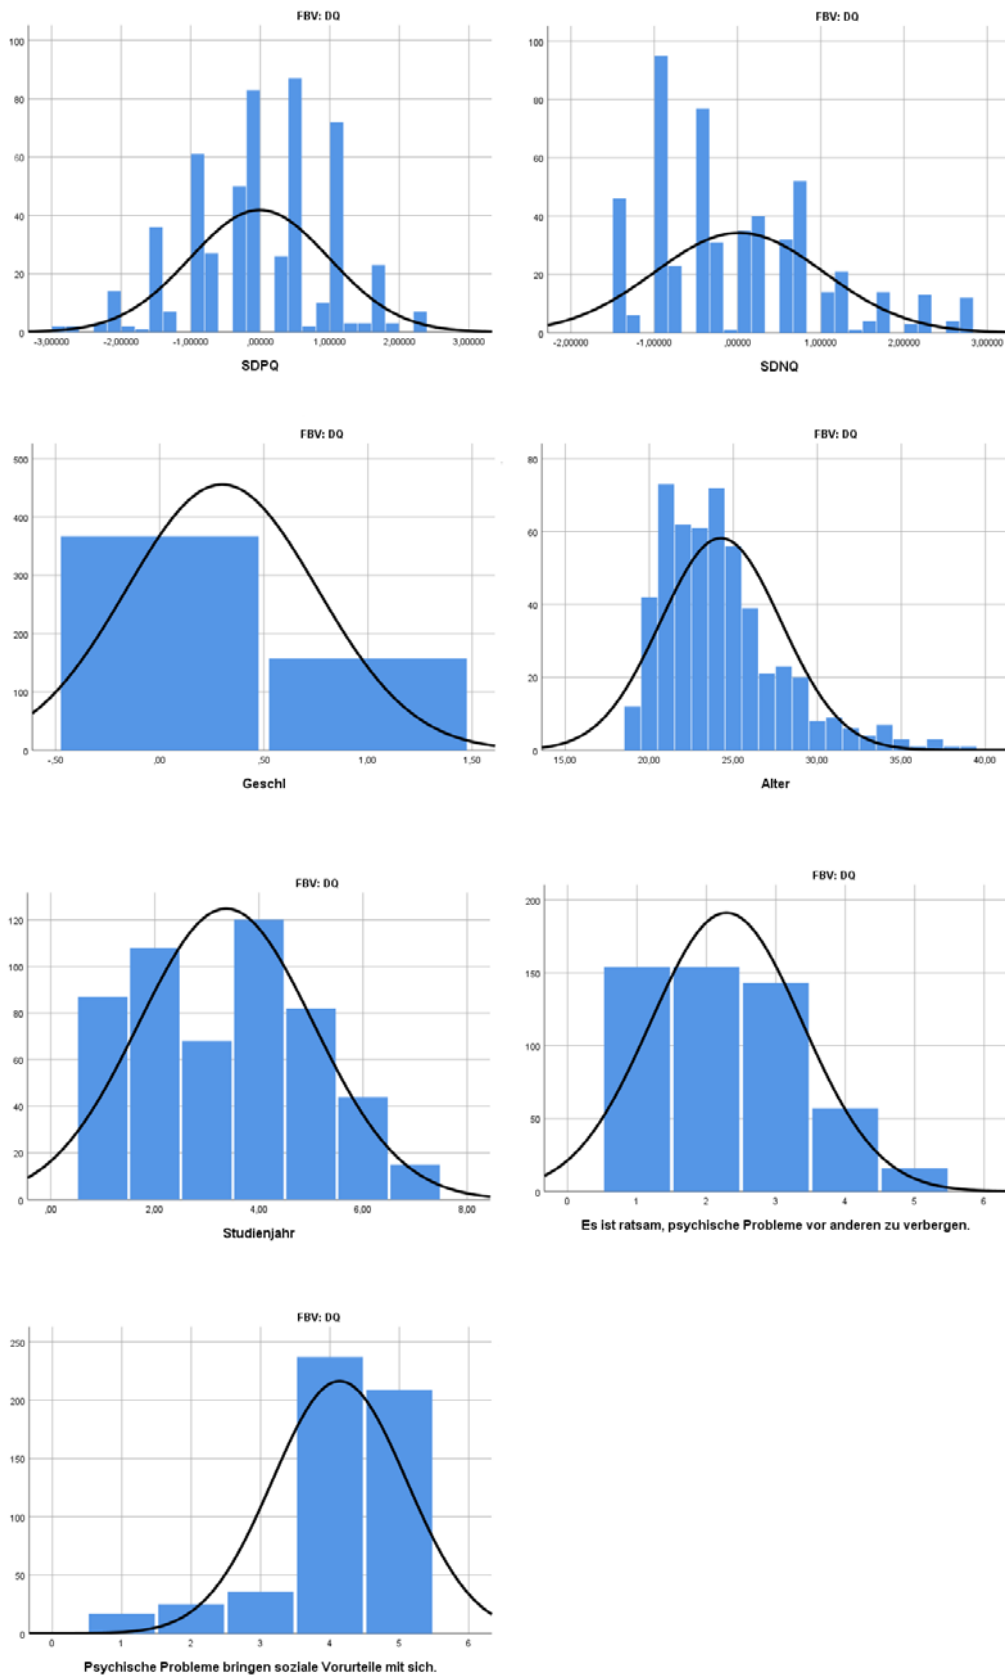 FBV: DQ
100
80
60
40
20
0
-3,00000 -2,00000 -1,00000 ,00000 1,00000 2,00000 3,00000
SDPQ
FBV: DQ
100
80
60
40
20
0
-2,00000 -1,00000 ,00000 1,00000 2,00000 3,00000
SDNQ
FBV: DQ
500
400
300
200
100
0
-,50 ,00 ,50 1,00 1,50
Geschl
FBV: DQ
80
60
40
20
0
15,00 20,00 25,00 30,00 35,00 40,00
Alter
FBV: DQ
120
100
80
60
40
20
0
,00 2,00 4,00 6,00 8,00
Studienjahr
FBV: DQ
200
150
100
50
0
0 1 2 3 4 5 6
Es ist ratsam, psychische Probleme vor anderen zu verbergen.
FBV: DQ
250
200
150
100
50
0
0 1 2 3 4 5 6
Psychische Probleme bringen soziale Vorurteile mit sich.